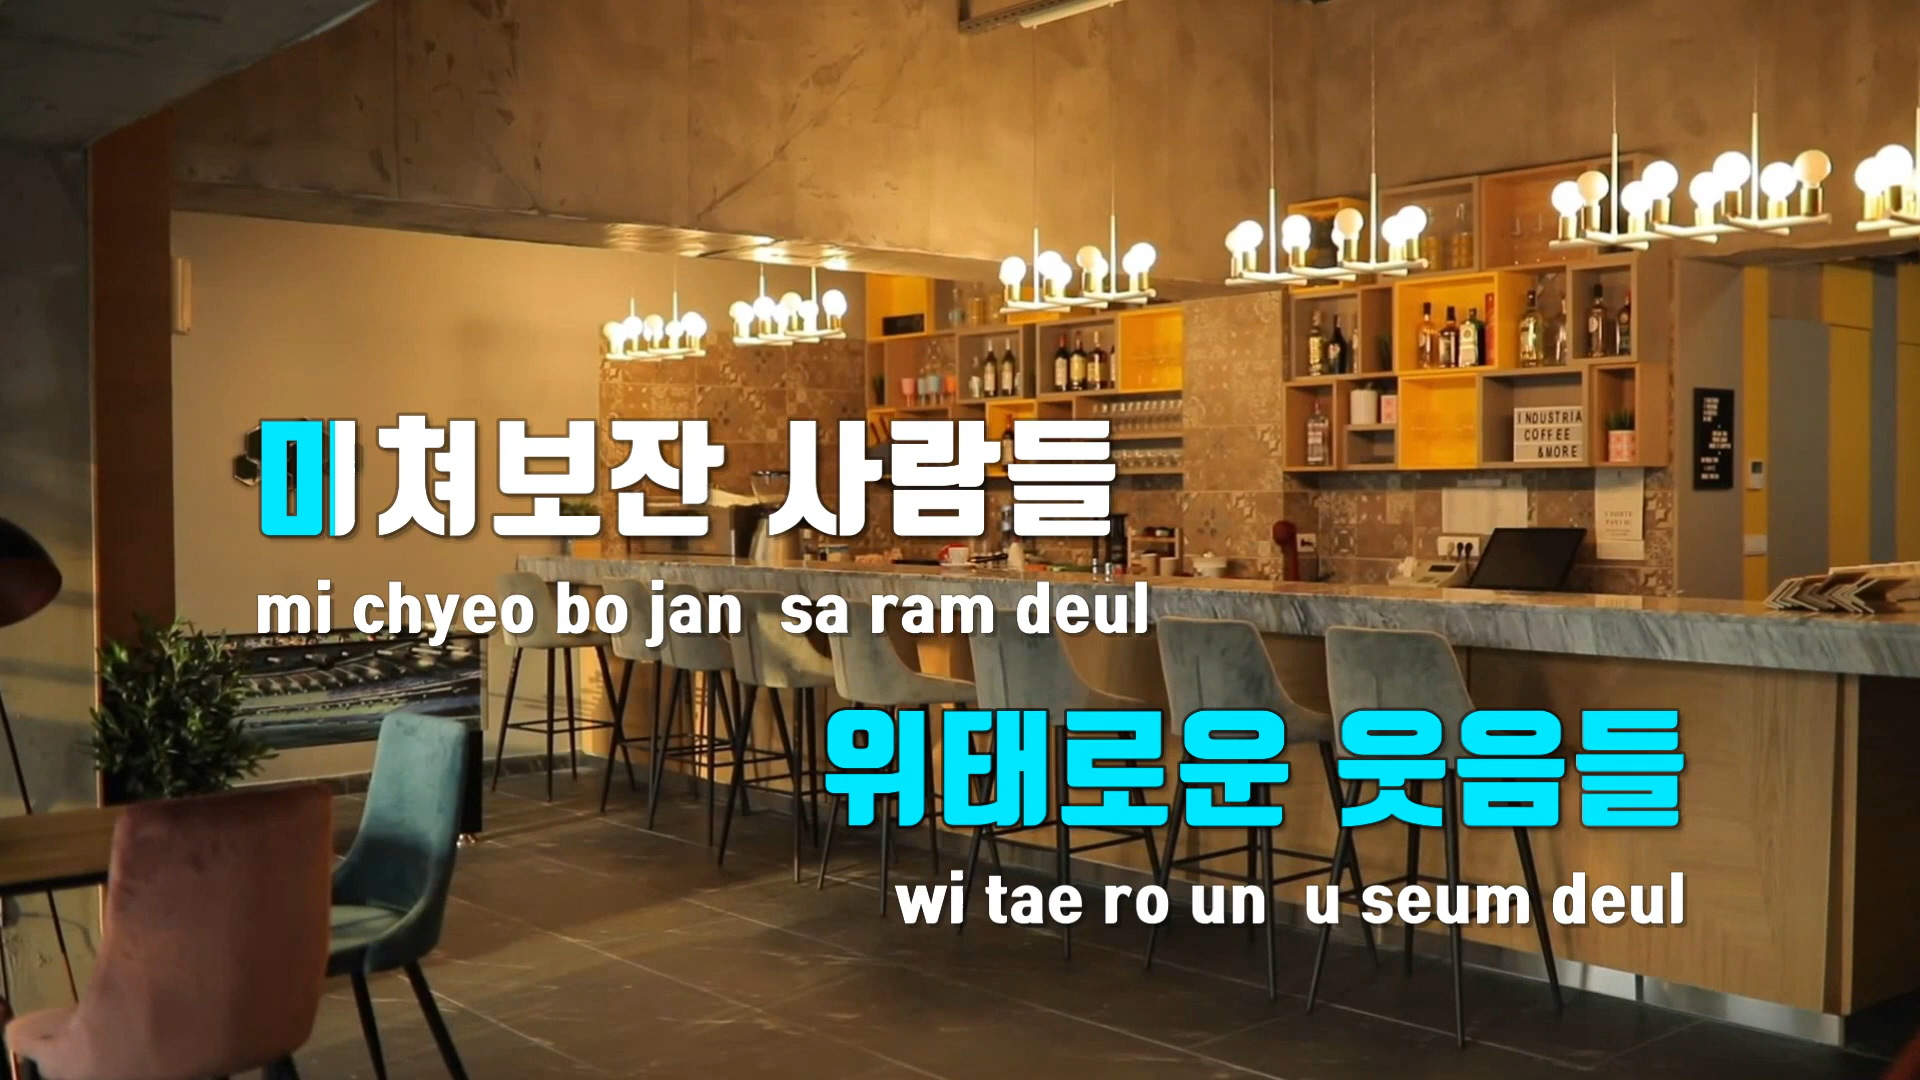 미쳐보잔 사람들
mi chyeo bo jan sa ram deul
위태로운 웃음들
wi tae ro un u seum deul
INDUSTRIA
COFFEE
&MORE